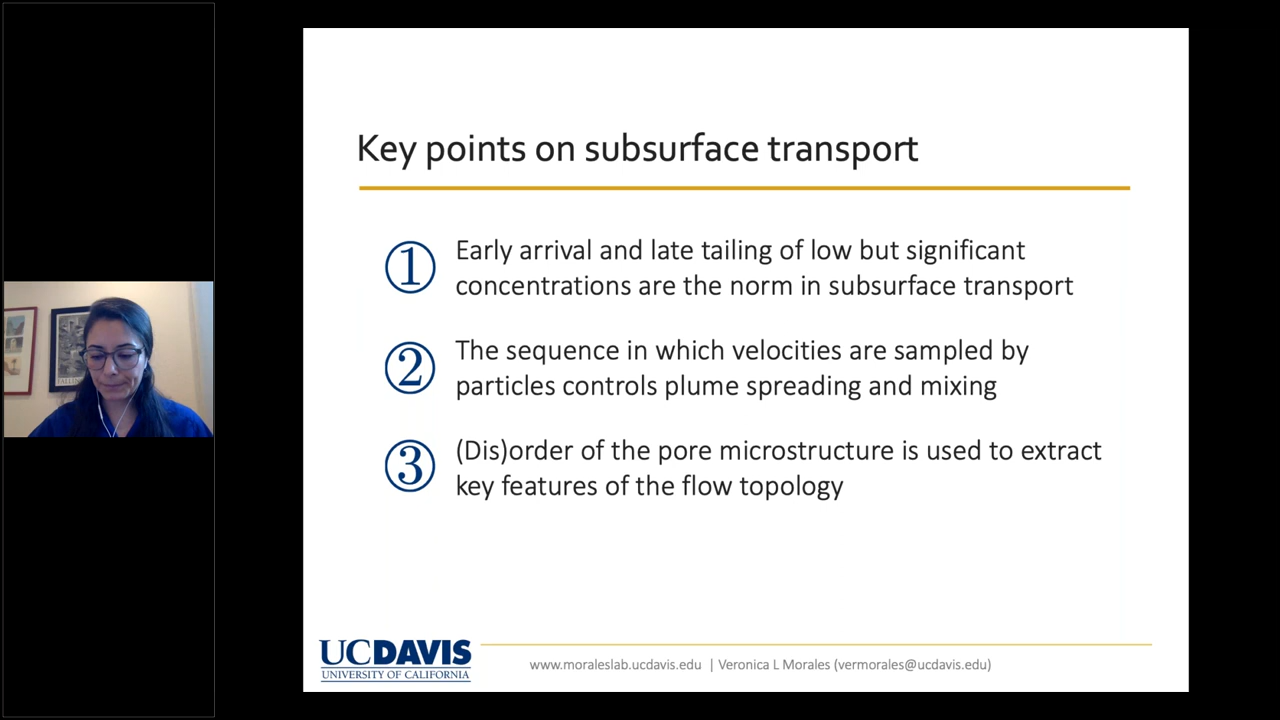 Key points on subsurface transport
① Early arrival and late tailing of low but significant
concentrations are the norm in subsurface transport
② The sequence in which velocities are sampled by
particles controls plume spreading and mixing
③ (Dis)order of the pore microstructure is used to extract
key features of the flow topology
UCDAVIS
UNIVERSITY OF CALIFORNIA
www.moraleslab.ucdavis.edu | Veronica L Morales (vermorales@ucdavis.edu)